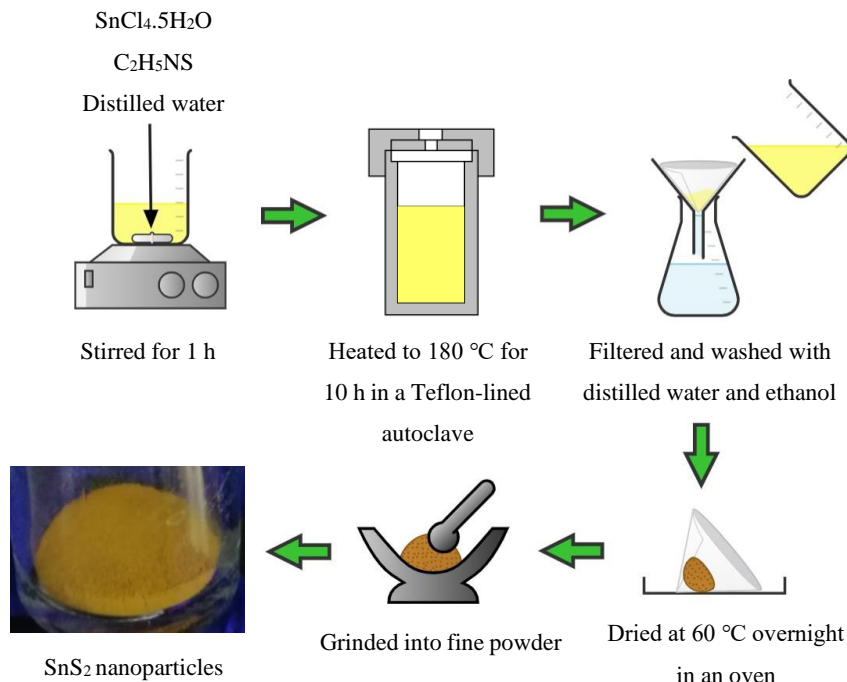 SnCl₄.5H₂O
C₂H₅NS
Distilled water
Stirred for 1 h
Heated to 180 °C for
10 h in a Teflon-lined
autoclave
Filtered and washed with
distilled water and ethanol
Dried at 60 °C overnight
in an oven
Grinded into fine powder
SnS₂ nanoparticles